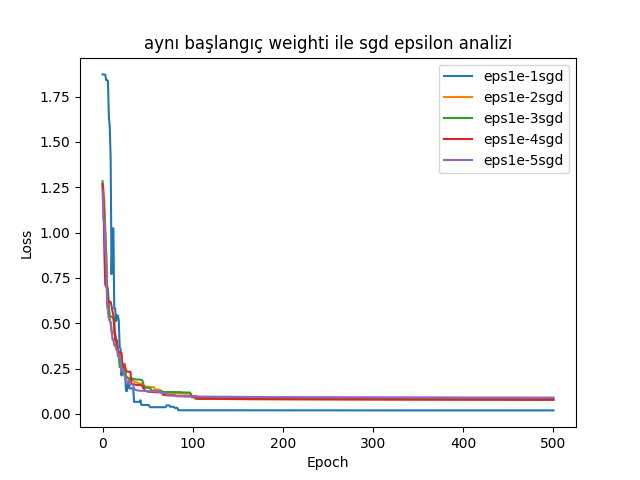 aynı başlangıç weighti ile sgd epsilon analizi
eps1e-1sgd
eps1e-2sgd
eps1e-3sgd
eps1e-4sgd
eps1e-5sgd
Loss
1.75
1.50
1.25
1.00
0.75
0.50
0.25
0.00
0 100 200 300 400 500
Epoch